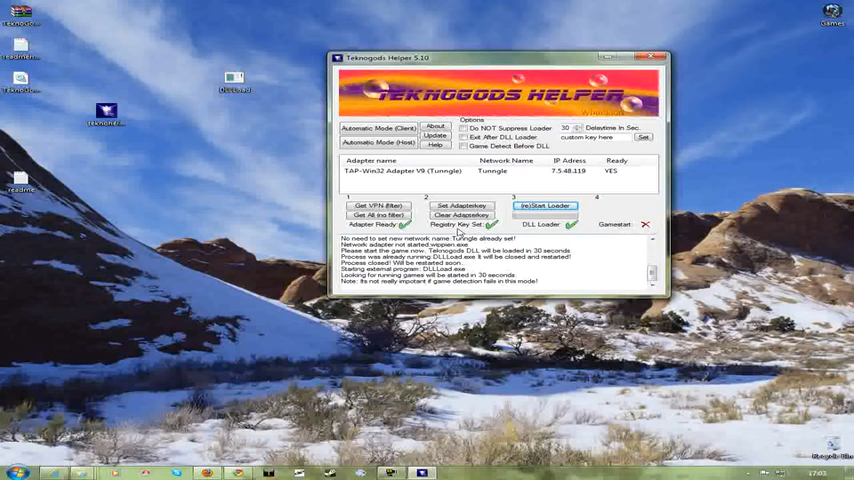 Games
DLLLoad
readme
Teknogods Helper 5.10
TEKNOGODS HELPER
Automatic Mode (Client)
Automatic Mode (Host)
About
Update
Help
Options
Do NOT Suppress Loader
30
Delaytime In Sec.
Exit After DLL Loader
custom key here
Set
Game Detect Before DLL
Adapter name
Network Name
IP Adress
Ready
TAP-Win32 Adapter V9 (Tunngle)
Tunngle
7.5.48.119
YES
1
2
3
4
Get VPN (filter)
Set Adapterkey
(re)Start Loader
Get All (no filter)
Clear Adapterkey
Adapter Ready:
Registry Key Set:
DLL Loader:
Gamestart:
No need to set new network name Tunngle already set!
Network adapter not started:wippien.exe
Please start the game now. Teknogods DLL will be loaded in 30 seconds
Process was already running DLLLoad.exe It will be closed and restarted!
Process closed! Will be restarted soon..
Starting external program: DLLLoad.exe
Looking for running games will be started in 30 seconds
Note: Its not really impotant if game detection fails in this mode!
Recycle Bin
17:03